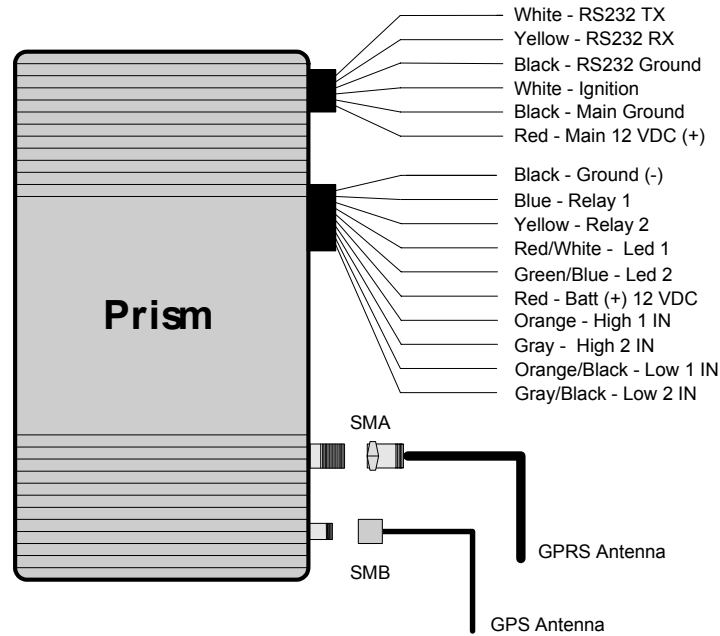 White - RS232 TX
Yellow - RS232 RX
Black - RS232 Ground
White - Ignition
Black - Main Ground
Red - Main 12 VDC (+)
Black - Ground (-)
Blue - Relay 1
Yellow - Relay 2
Red/White - Led 1
Green/Blue - Led 2
Red - Batt (+) 12 VDC
Orange - High 1 IN
Gray - High 2 IN
Orange/Black - Low 1 IN
Gray/Black - Low 2 IN
Prism
SMA
GPRS Antenna
SMB
GPS Antenna